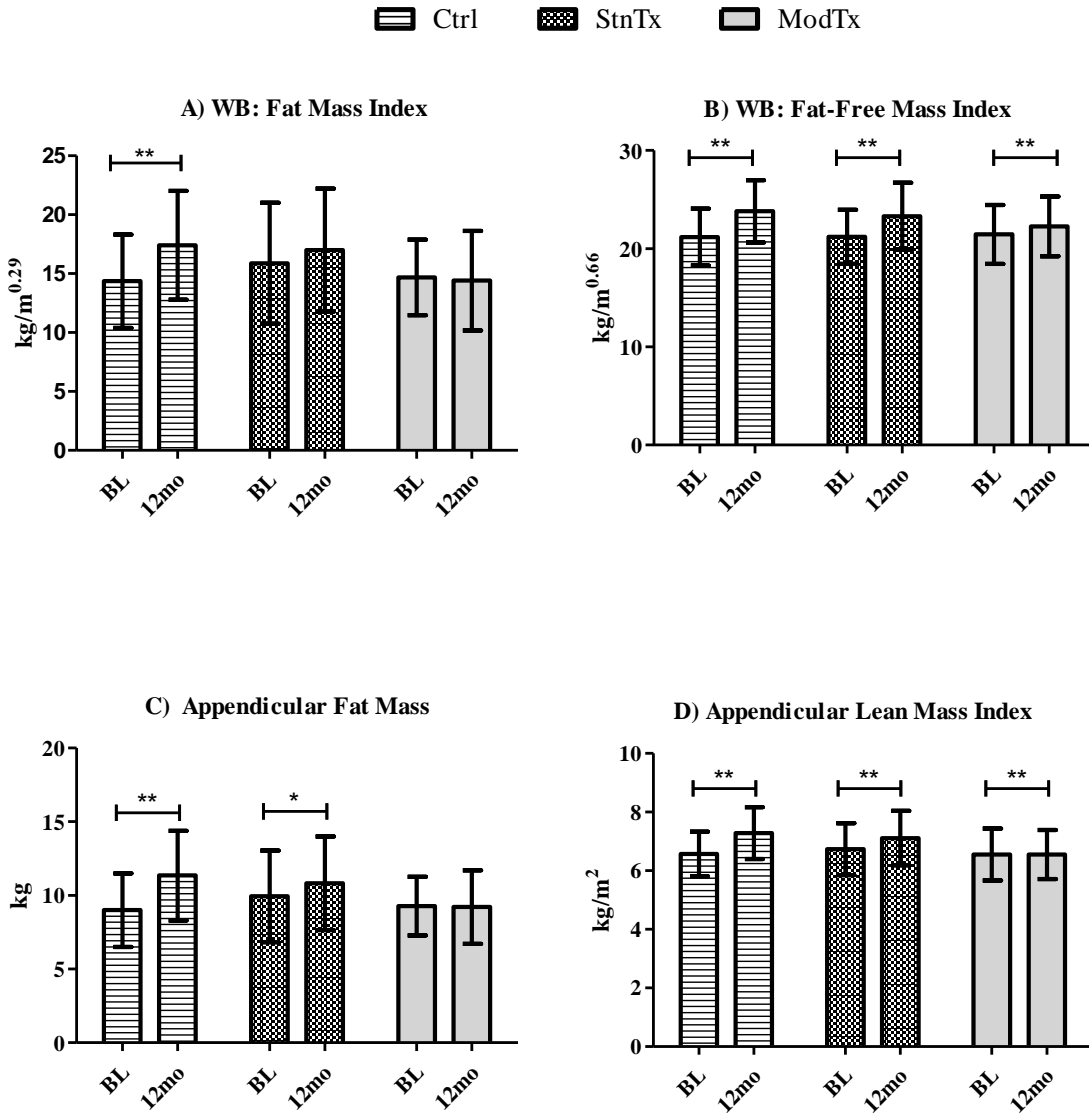 Ctrl StnTx ModTx
A) WB: Fat Mass Index
25
20
15
10
5
0
kg/m^0.29
**
BL 12mo BL 12mo BL 12mo
B) WB: Fat-Free Mass Index
30
20
10
0
kg/m^0.66
** ** **
BL 12mo BL 12mo BL 12mo
C) Appendicular Fat Mass
20
15
10
5
0
kg
** *
BL 12mo BL 12mo BL 12mo
D) Appendicular Lean Mass Index
10
8
6
4
2
0
kg/m^2
** ** **
BL 12mo BL 12mo BL 12mo